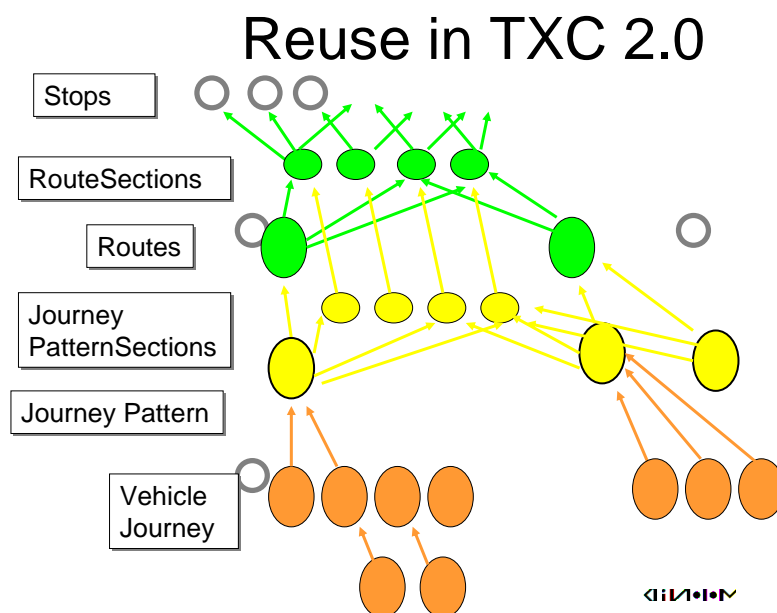 Reuse in TXC 2.0
Stops
RouteSections
Routes
Journey
PatternSections
Journey Pattern
Vehicle
Journey